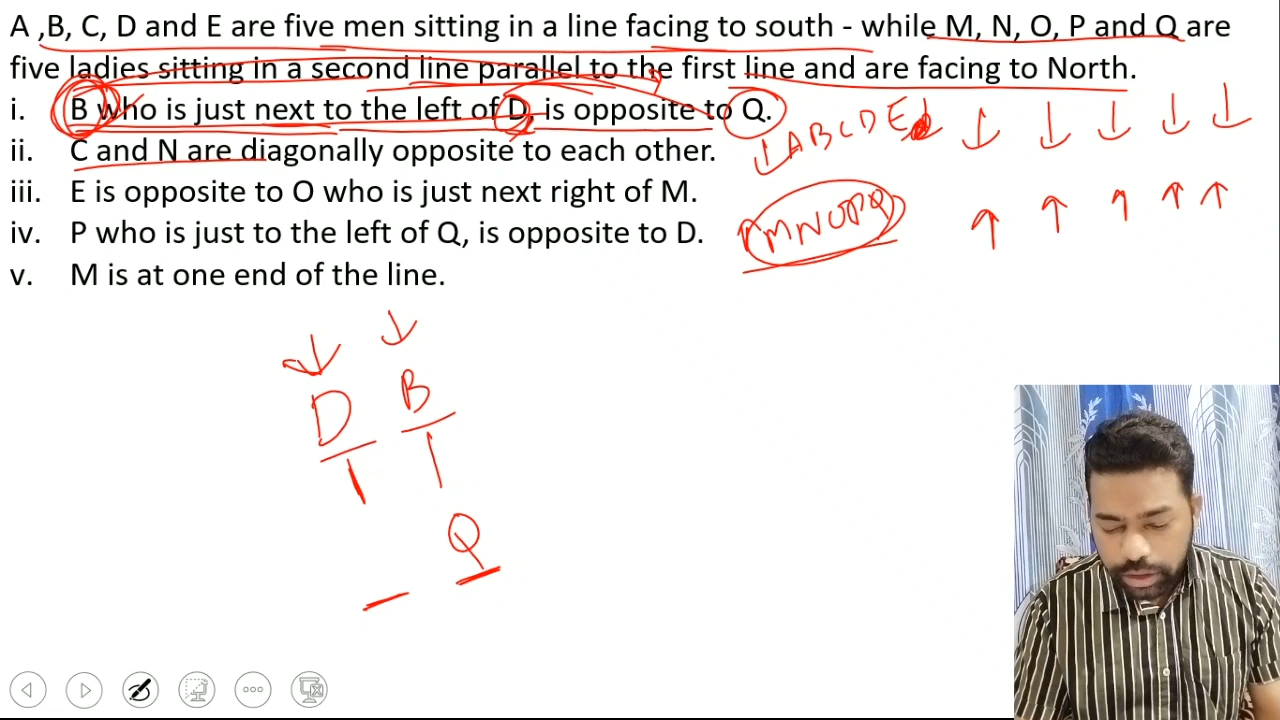 A ,B, C, D and E are five men sitting in a line facing to south - while M, N, O, P and Q are
five ladies sitting in a second line parallel to the first line and are facing to North.
i. B who is just next to the left of D, is opposite to Q.
ii. C and N are diagonally opposite to each other.
iii. E is opposite to O who is just next right of M.
iv. P who is just to the left of Q, is opposite to D.
v. M is at one end of the line.
ABCDE
MNOPQ
D B
Q